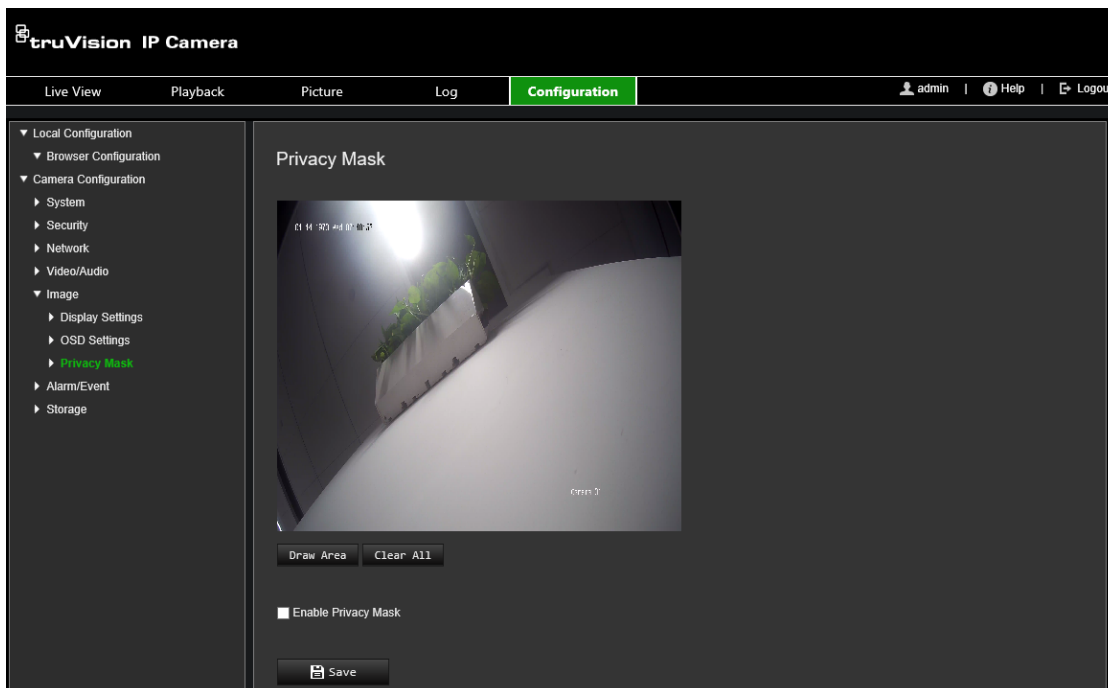 truVision IP Camera
Live View Playback Picture Log Configuration admin | Help | Logou
Local Configuration
Browser Configuration
Camera Configuration
System
Security
Network
Video/Audio
Image
Display Settings
OSD Settings
Privacy Mask
Alarm/Event
Storage
Privacy Mask
Draw Area Clear All
Enable Privacy Mask
Save